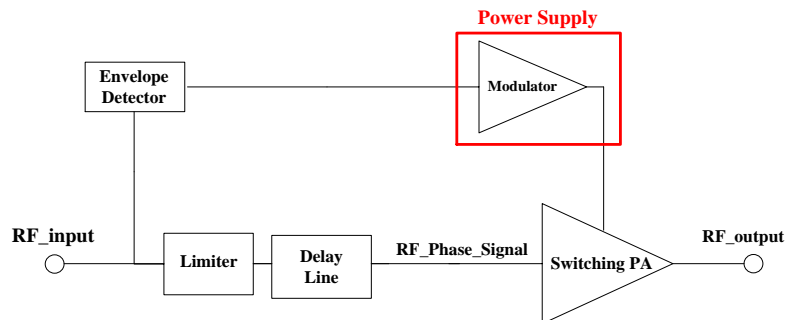 Power Supply
Envelope
Detector
Modulator
RF_input
Limiter
Delay
Line
RF_Phase_Signal
Switching PA
RF_output